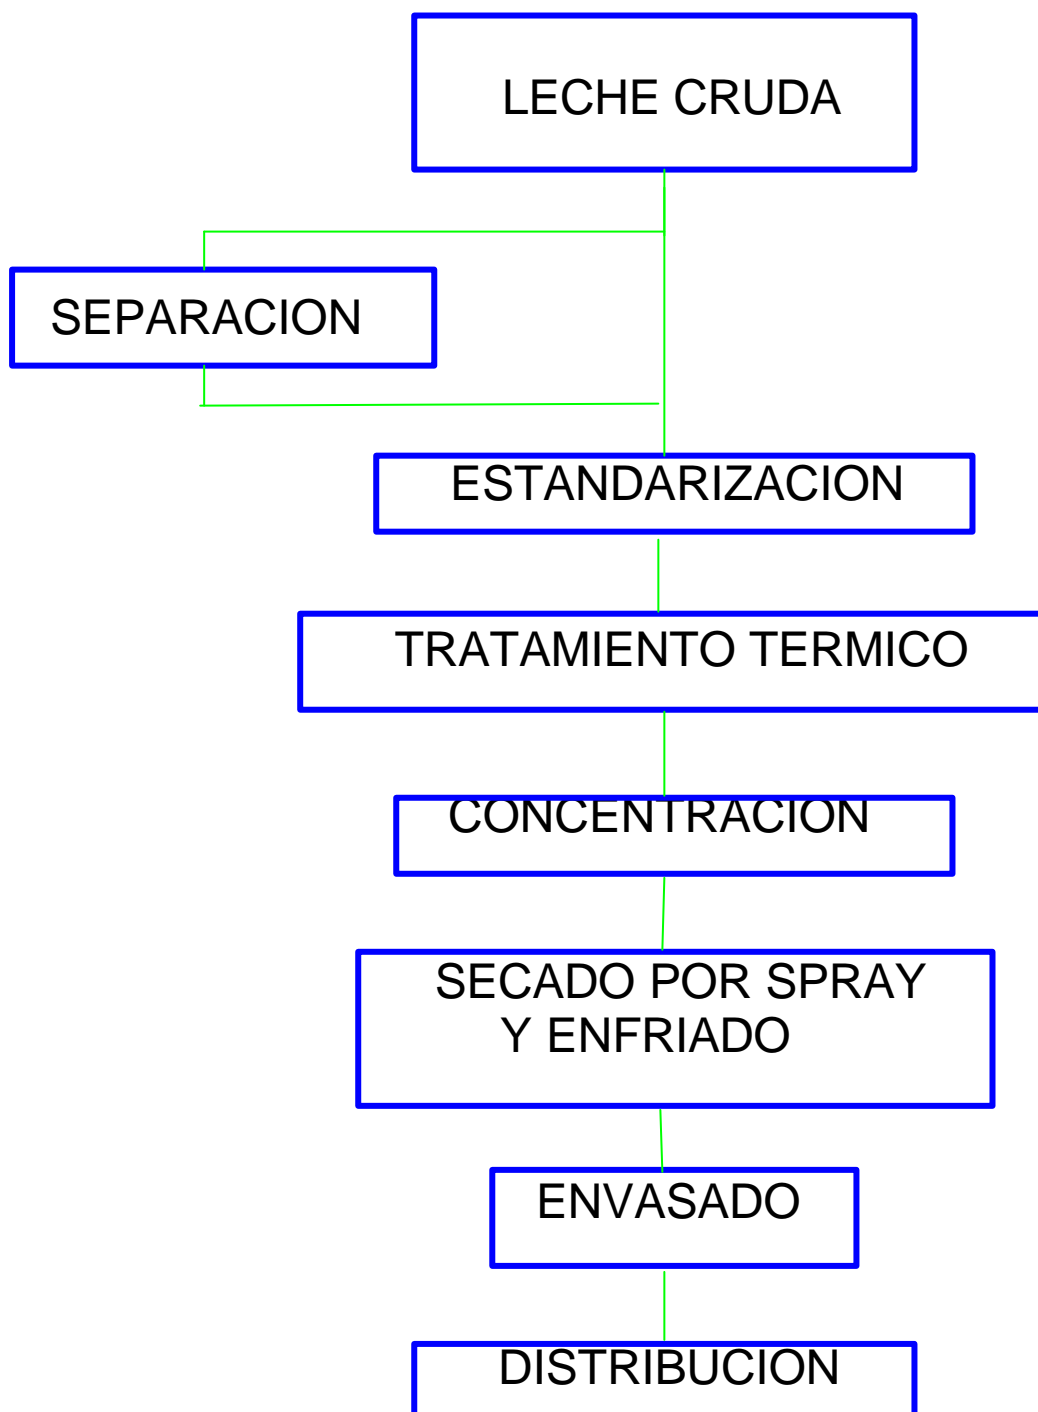 LECHE CRUDA
SEPARACION
ESTANDARIZACION
TRATAMIENTO TERMICO
CONCENTRACION
SECADO POR SPRAY
Y ENFRIADO
ENVASADO
DISTRIBUCION